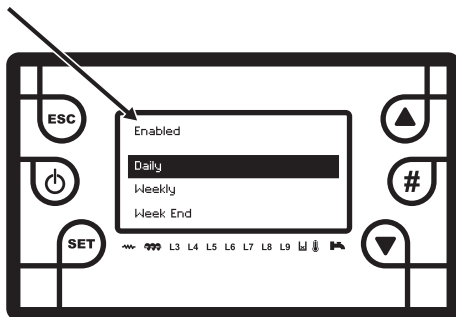 ESC
Enabled
Daily
#
Weekly
Week End
SET
L3 L4 L5 L6 L7 L8 L9